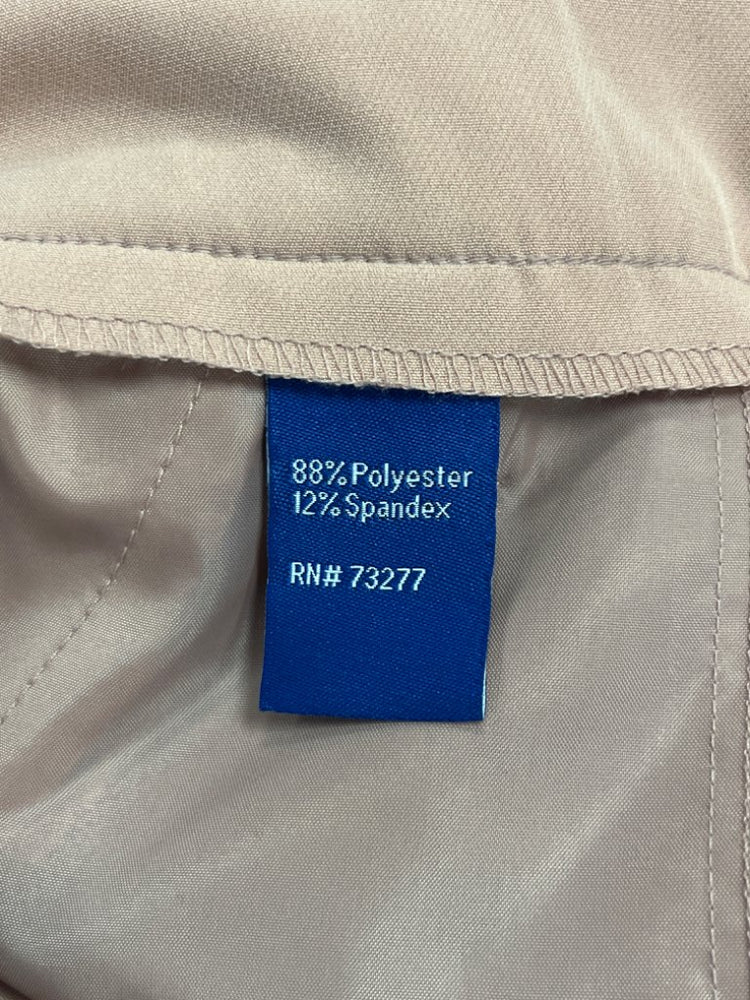 88% Polyester
12% Spandex
RN# 73277